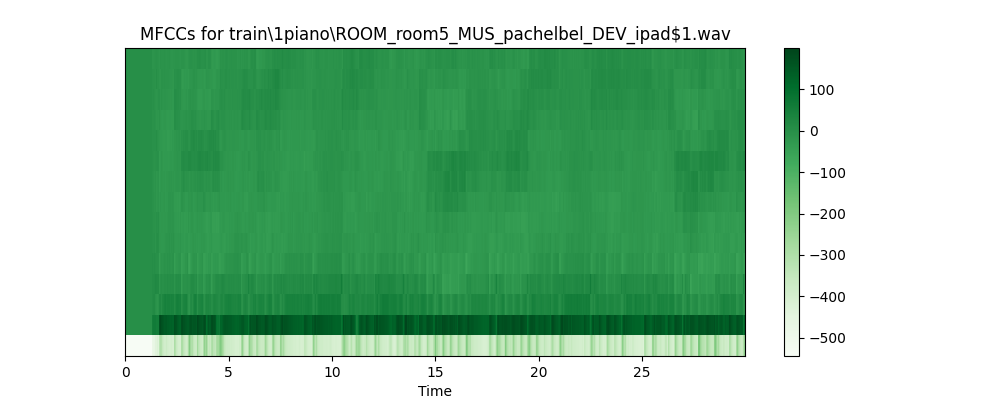 MFCCs for train\1piano\ROOM_room5_MUS_pachelbel_DEV_ipad$1.wav
100
0
−100
−200
−300
−400
−500
0 5 10 15 20 25
Time